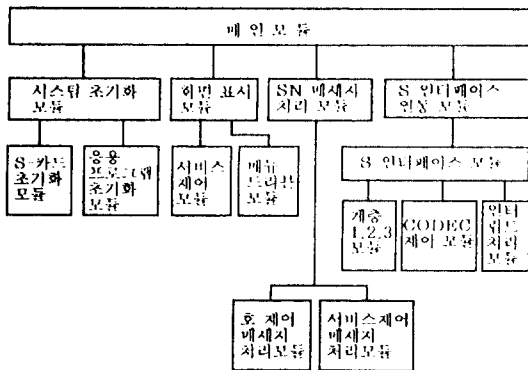 메인모듈
시스팀 초기화
모듈
화면 표시
모듈
SN 메세지
처리 모듈
S 인터페이스
연동 모듈
S-카드
초기화
모듈
응용
프로그램
초기화
모듈
서비스
제어
모듈
메뉴
트리뷰
모듈
S 인터페이스 모듈
계층
1,2,3
모듈
CODEC
제어 모듈
인터
럽트
처리
모듈
호 제어
메세지
처리모듈
서비스제어
메세지
처리모듈